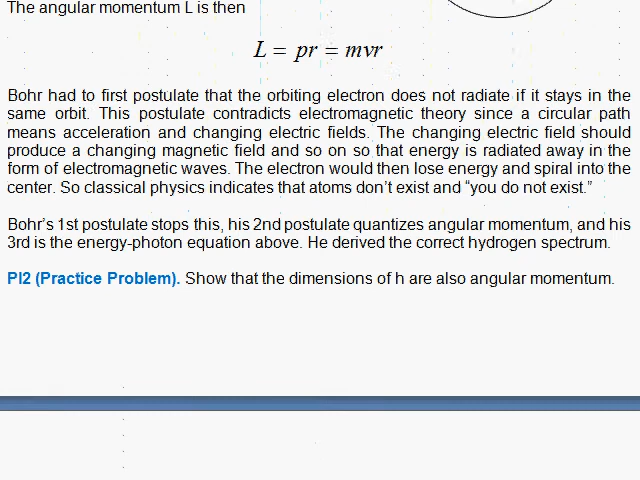 The angular momentum L is then
L = pr = mvr
Bohr had to first postulate that the orbiting electron does not radiate if it stays in the
same orbit. This postulate contradicts electromagnetic theory since a circular path
means acceleration and changing electric fields. The changing electric field should
produce a changing magnetic field and so on so that energy is radiated away in the
form of electromagnetic waves. The electron would then lose energy and spiral into the
center. So classical physics indicates that atoms don’t exist and “you do not exist.”
Bohr’s 1st postulate stops this, his 2nd postulate quantizes angular momentum, and his
3rd is the energy-photon equation above. He derived the correct hydrogen spectrum.
PI2 (Practice Problem). Show that the dimensions of h are also angular momentum.